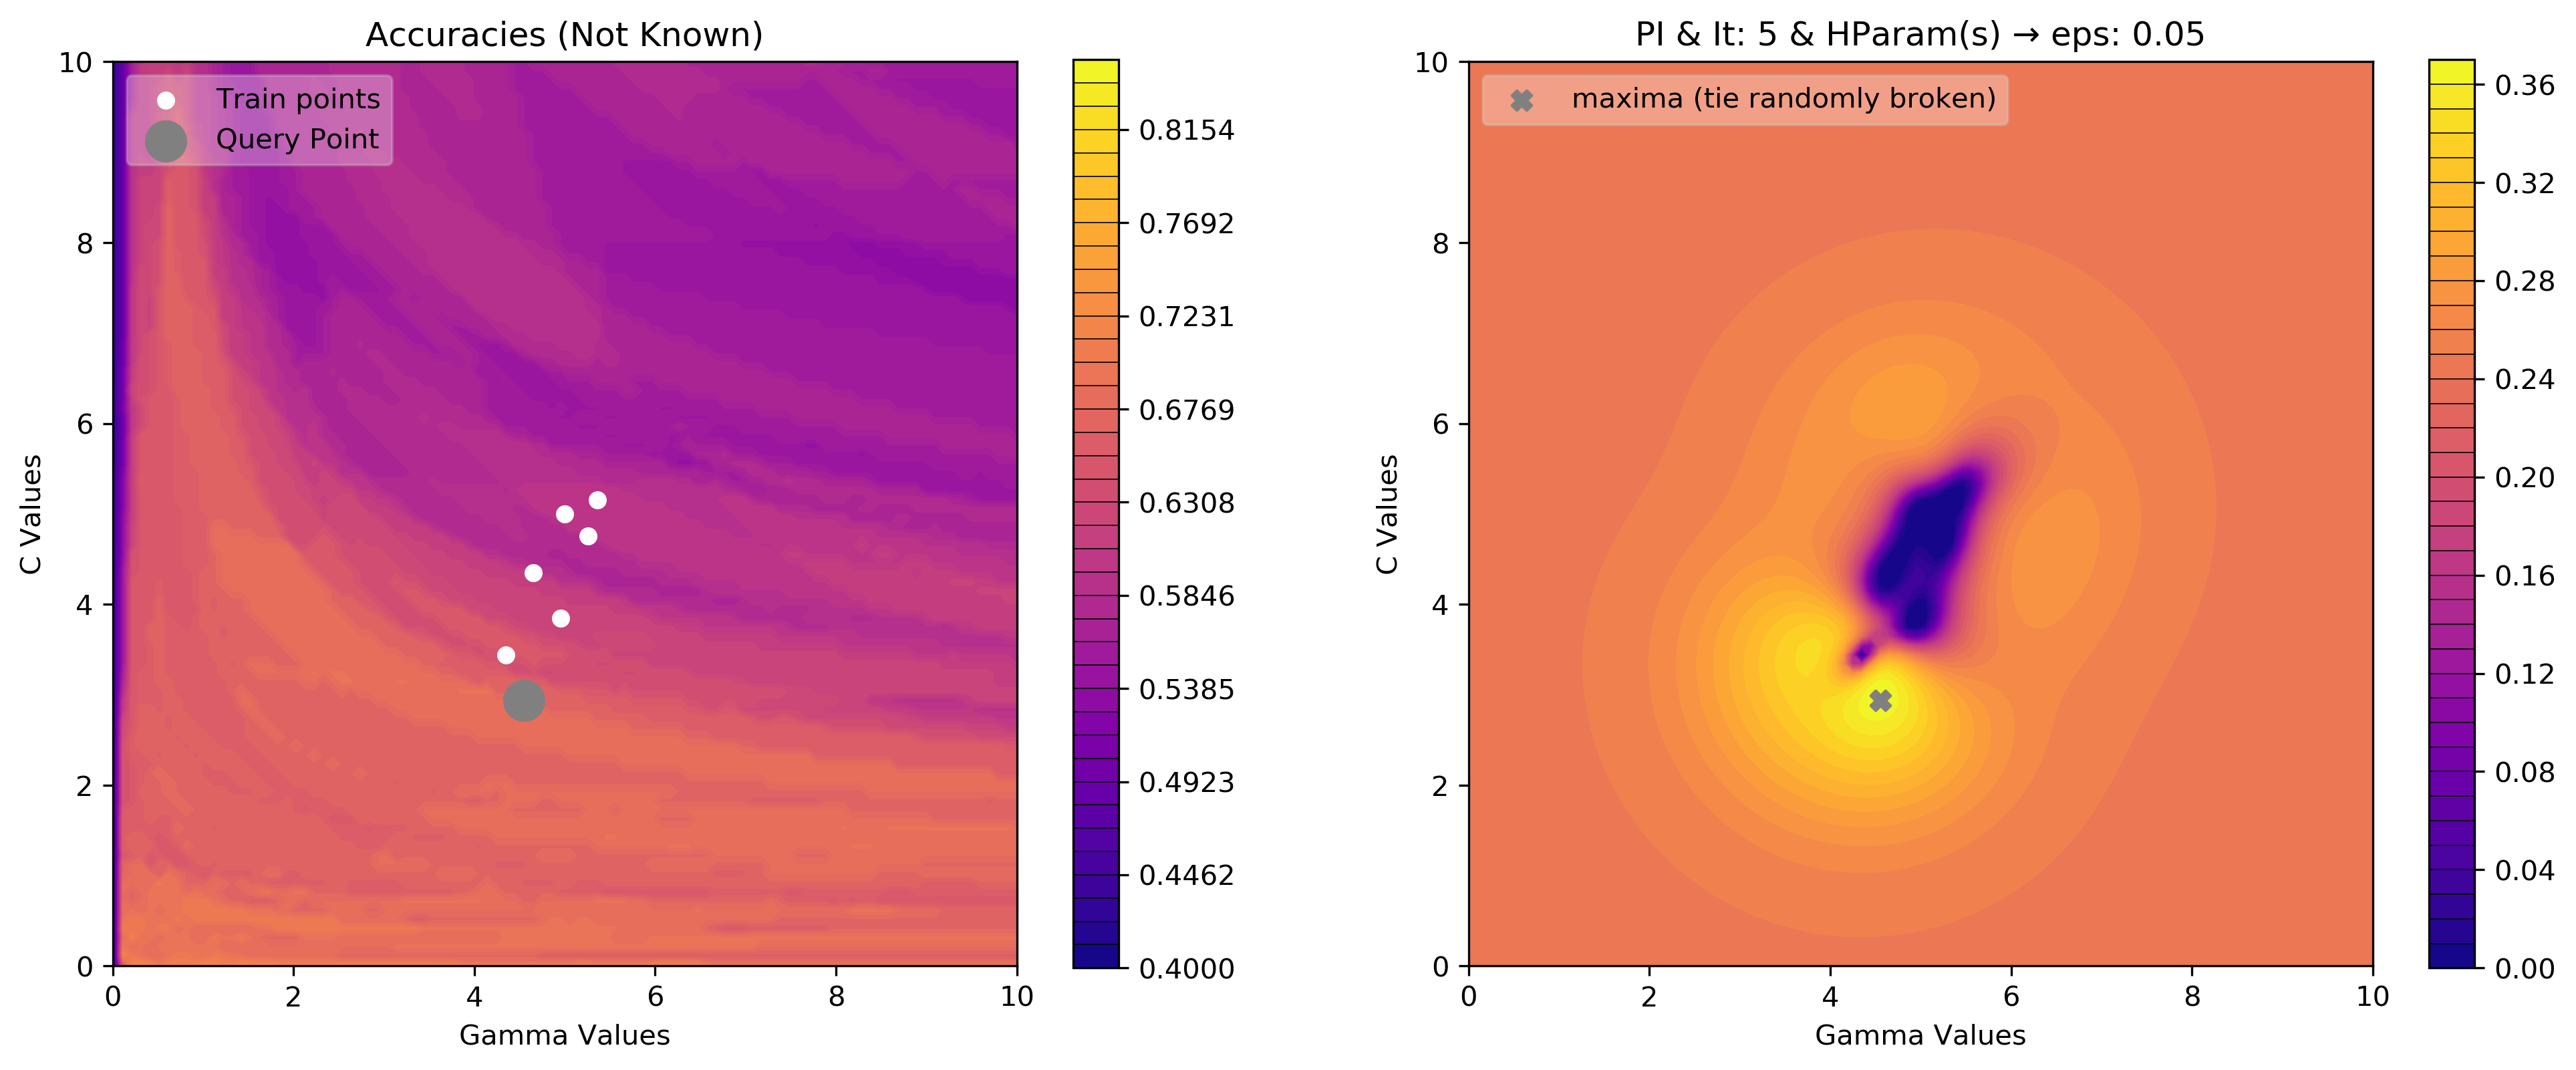 Accuracies (Not Known)
Train points
Query Point
10
8
6
4
2
0
C Values
0 2 4 6 8 10
Gamma Values
0.8154
0.7692
0.7231
0.6769
0.6308
0.5846
0.5385
0.4923
0.4462
0.4000
PI & It: 5 & HParam(s) → eps: 0.05
maxima (tie randomly broken)
10
8
6
4
2
0
C Values
0 2 4 6 8 10
Gamma Values
0.36
0.32
0.28
0.24
0.20
0.16
0.12
0.08
0.04
0.00